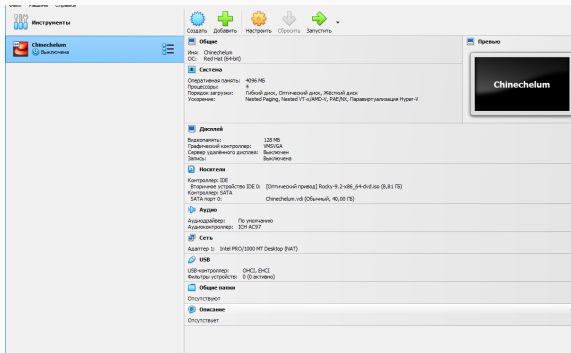 Инструменты
Создать Добавить Настроить Сбросить Запустить
Chinechelum
Выключена
Общие
Имя: Chinechelum
ОС: Red Hat (64-bit)
Превью
Chinechelum
Система
Оперативная память: 4096 МБ
Процессоры: 4
Порядок загрузки: Гибкий диск, Оптический диск, Жёсткий диск
Ускорение: Nested Paging, Nested VT-x/AMD-V, PAE/NX, Паравиртуализация Hyper-V
Дисплей
Видеопамять: 128 МБ
Графический контроллер: VMSVGA
Сервер удалённого дисплея: Выключен
Запись: Выключена
Носители
Контроллер: IDE
Вторичное устройство IDE 0: [Оптический привод] Rocky-9.2-x86_64-dvd.iso (8,81 ГБ)
Контроллер: SATA
SATA порт 0: Chinechelum.vdi (Обычный, 40,00 ГБ)
Аудио
Аудиодрайвер: По умолчанию
Аудиоконтроллер: ICH AC97
Сеть
Адаптер 1: Intel PRO/1000 MT Desktop (NAT)
USB
USB-контроллер: OHCI, EHCI
Фильтры устройств: 0 (0 активно)
Общие папки
Отсутствуют
Описание
Отсутствует